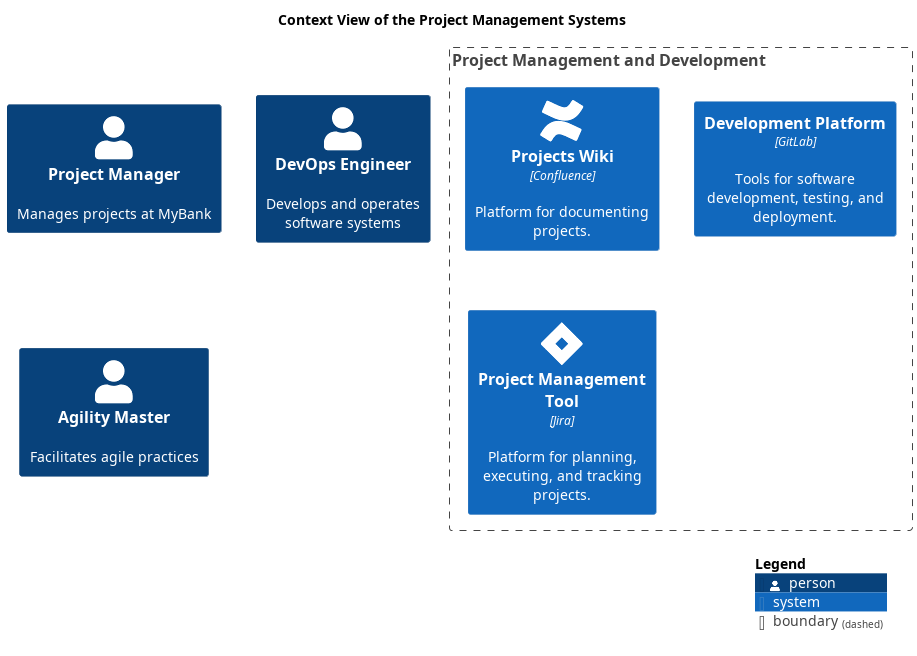 Context View of the Project Management Systems
Project Management and Development
Project Manager
Manages projects at MyBank
DevOps Engineer
Develops and operates
software systems
Projects Wiki
[Confluence]
Platform for documenting
projects.
Development Platform
[GitLab]
Tools for software
development, testing, and
deployment.
Agility Master
Facilitates agile practices
Project Management
Tool
[Jira]
Platform for planning,
executing, and tracking
projects.
Legend
person
system
boundary (dashed)